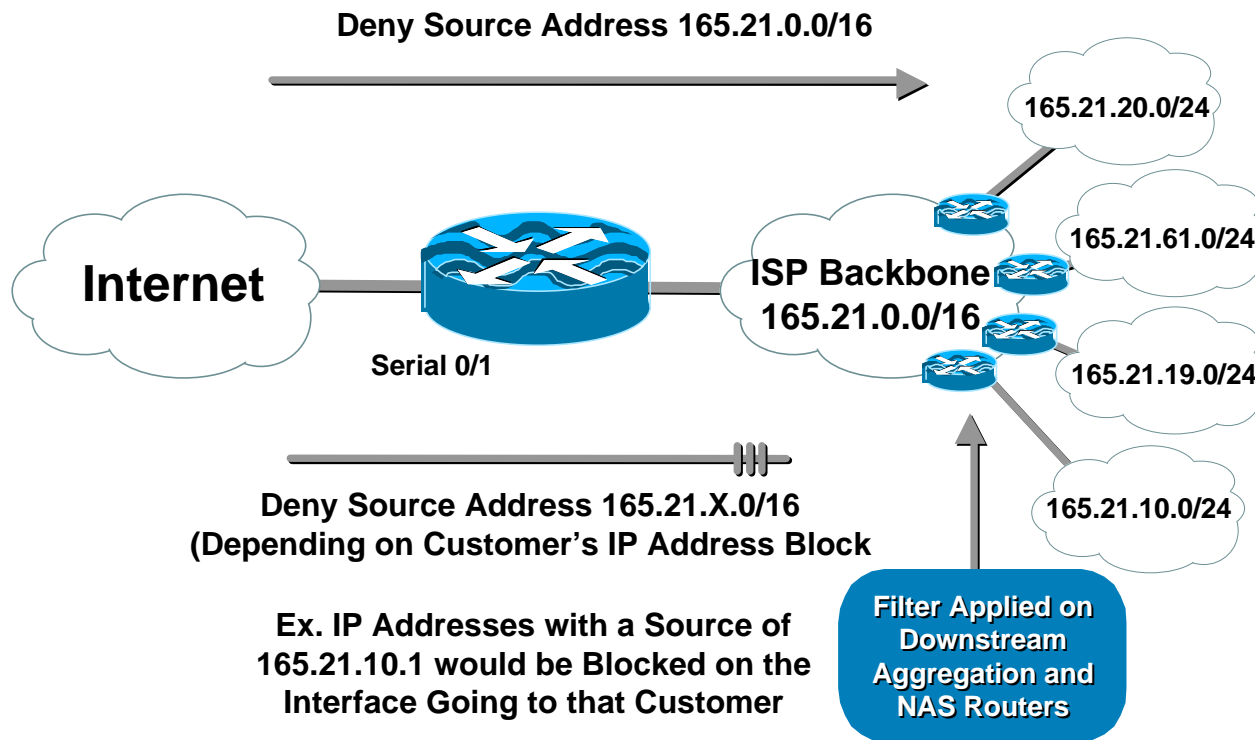 Deny Source Address 165.21.0.0/16
165.21.20.0/24
165.21.61.0/24
Internet
ISP Backbone
165.21.0.0/16
Serial 0/1
165.21.19.0/24
165.21.10.0/24
Deny Source Address 165.21.X.0/16
(Depending on Customer's IP Address Block
Ex. IP Addresses with a Source of
165.21.10.1 would be Blocked on the
Interface Going to that Customer
Filter Applied on
Downstream
Aggregation and
NAS Routers